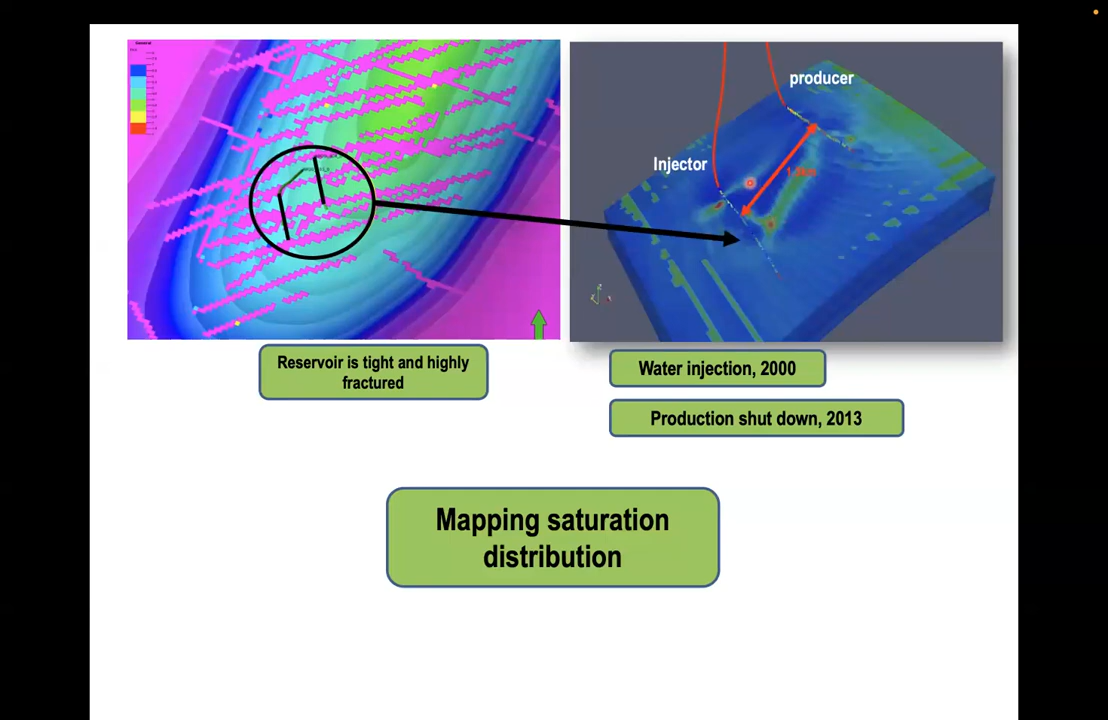 producer
Injector
Reservoir is tight and highly
fractured
Water injection, 2000
Production shut down, 2013
Mapping saturation
distribution